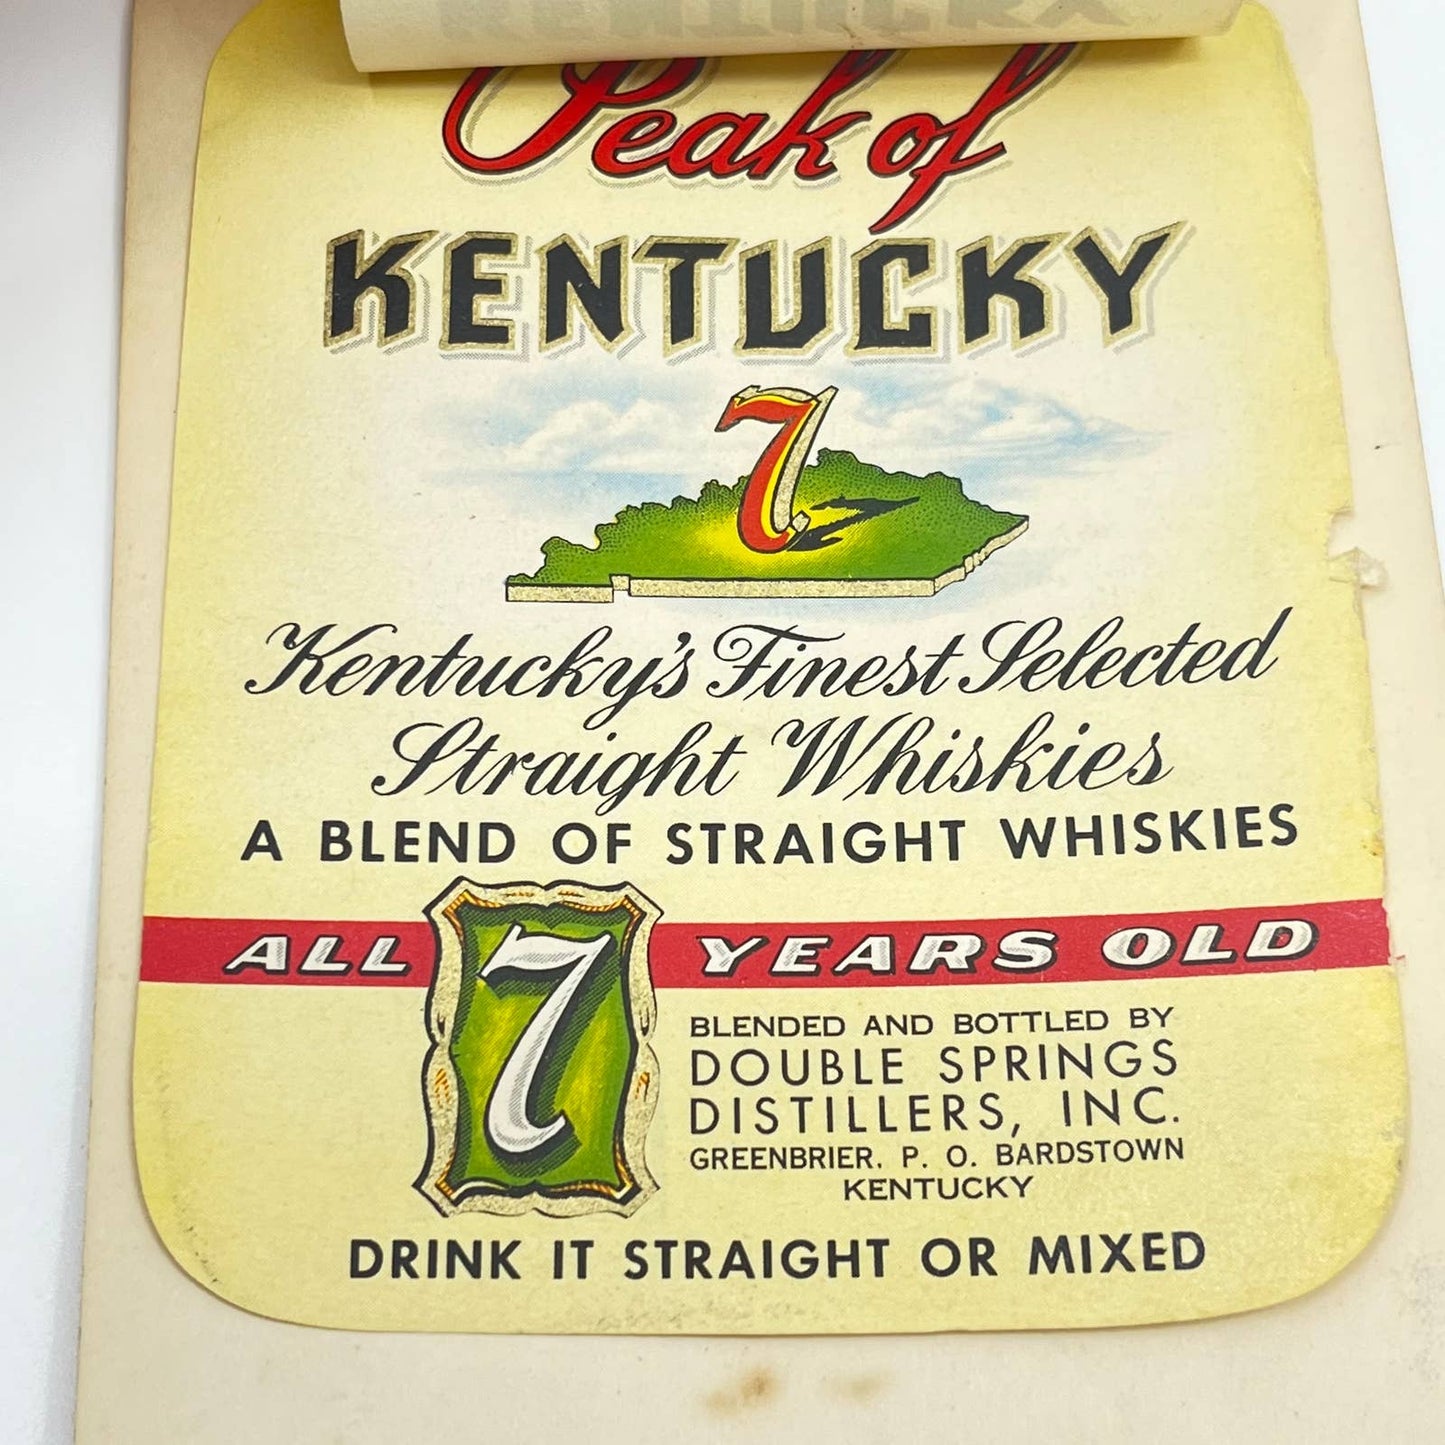 Peak of
KENTUCKY
7
Kentucky's Finest Selected
Straight Whiskies
A BLEND OF STRAIGHT WHISKIES
ALL 7 YEARS OLD
BLENDED AND BOTTLED BY
DOUBLE SPRINGS
DISTILLERS, INC.
GREENBRIER. P. O. BARDSTOWN
KENTUCKY
DRINK IT STRAIGHT OR MIXED